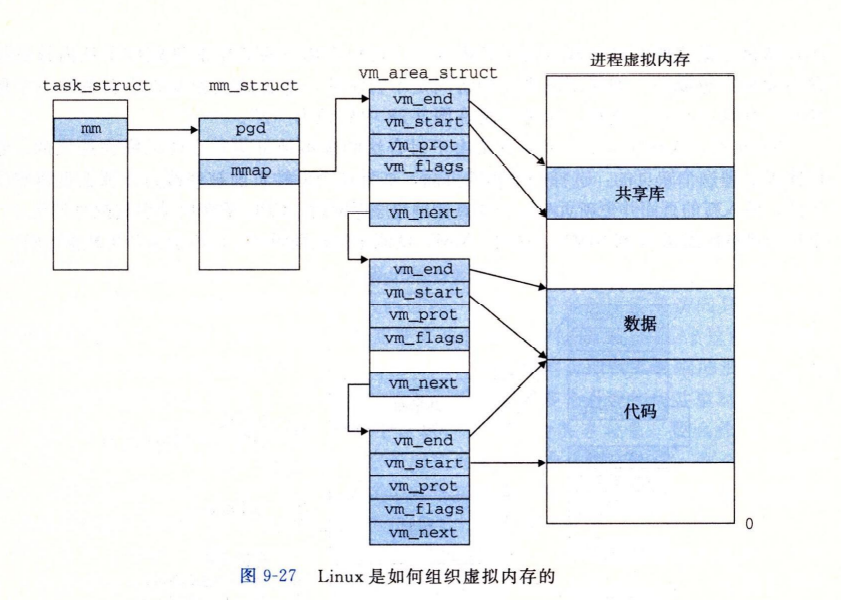 进程虚拟内存
task_struct
mm_struct
vm_area_struct
mm
pgd
mmap
vm_end
vm_start
vm_prot
vm_flags
vm_next
vm_end
vm_start
vm_prot
vm_flags
vm_next
vm_end
vm_start
vm_prot
vm_flags
vm_next
共享库
数据
代码
0
图 9-27 Linux 是如何组织虚拟内存的